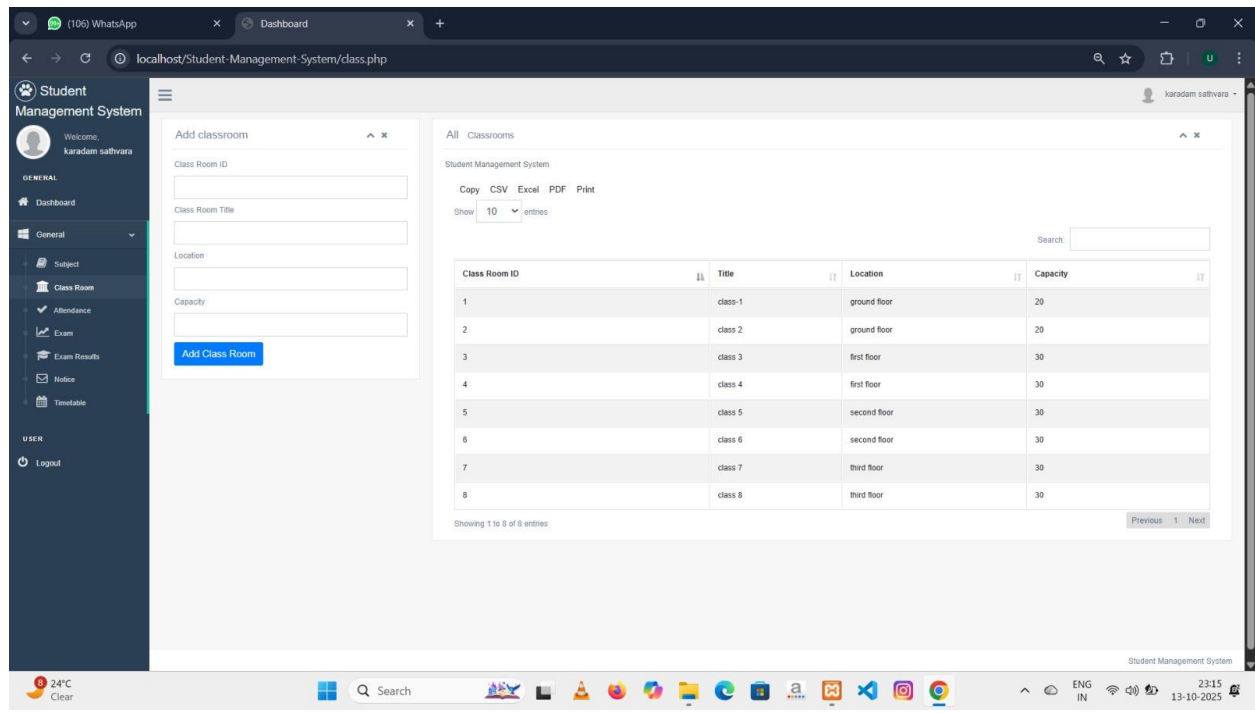 (106) WhatsApp
Dashboard
localhost/Student-Management-System/class.php
U
Student
Management System
Welcome,
karadam sathvara
GENERAL
Dashboard
General
Subject
Class Room
Attendance
Exam
Exam Results
Notice
Timetable
USER
Logout
karadam sathvara
Add classroom
Class Room ID
Class Room Title
Location
Capacity
Add Class Room
All Classrooms
Student Management System
Copy CSV Excel PDF Print
Show 10 entries
Search:
Class Room ID Title Location Capacity
1 class-1 ground floor 20
2 class 2 ground floor 20
3 class 3 first floor 30
4 class 4 first floor 30
5 class 5 second floor 30
6 class 6 second floor 30
7 class 7 third floor 30
8 class 8 third floor 30
Showing 1 to 8 of 8 entries
Previous 1 Next
Student Management System
8
24°C
Clear
Search
a
ENG
IN
23:15
13-10-2025